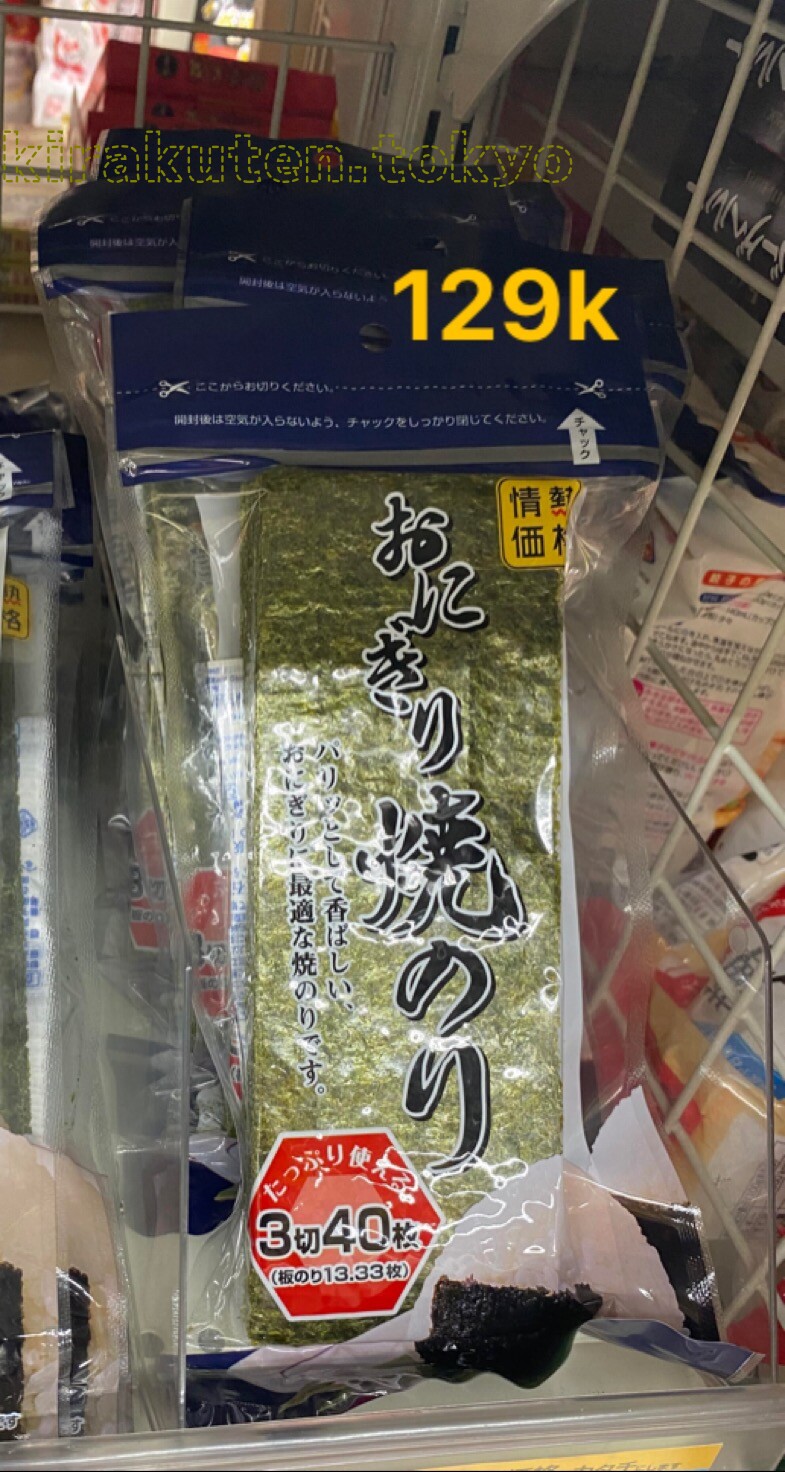 kirakuten.tokyo
129k
ここからお切りください。
開封後は空気が入らないよう、チャックをしっかり閉じてください。
チャック
情熱
価格
おにぎり焼のり
パリッとして香ばしい、
おにぎりに最適な焼のりです。
たっぷり使える
3切40枚
(板のり13.33枚)